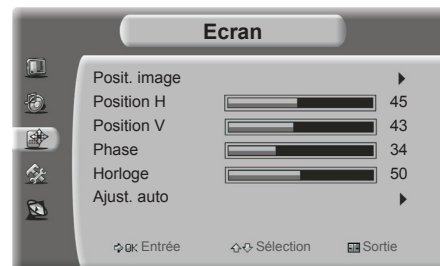 Ecran
Posit. image
Position H 45
Position V 43
Phase 34
Horloge 50
Ajust. auto
OK Entrée Sélection Sortie